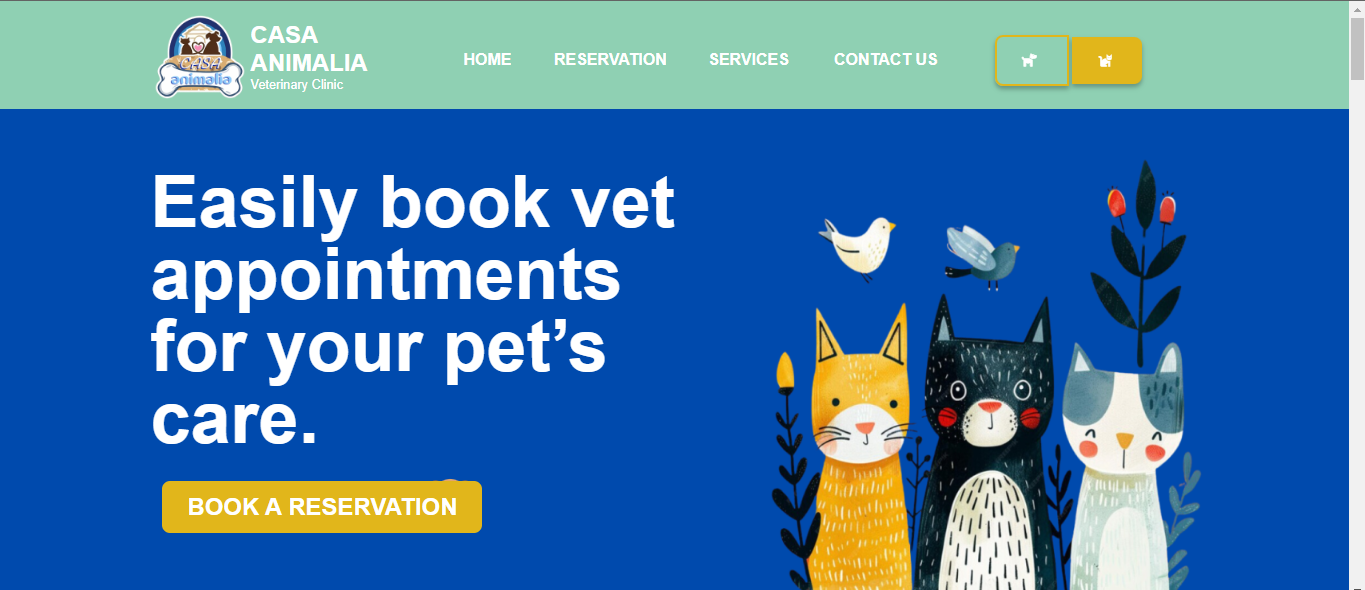 CASA
animalia
CASA
ANIMALIA
Veterinary Clinic
HOME
RESERVATION
SERVICES
CONTACT US
Easily book vet
appointments
for your pet’s
care.
BOOK A RESERVATION